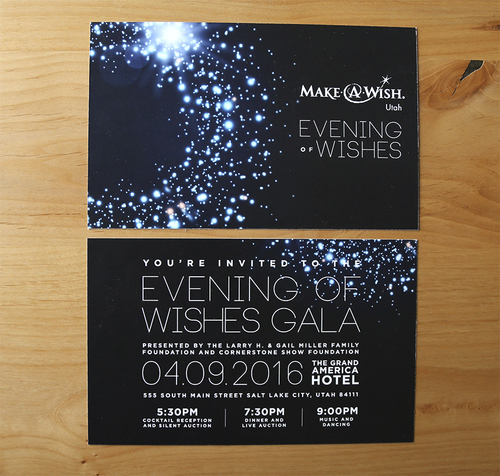 MAKE-A-WISH.
Utah
EVENING
OF WISHES
YOU'RE INVITED TO THE
EVENING OF
WISHES GALA
PRESENTED BY THE LARRY H. & GAIL MILLER FAMILY
FOUNDATION AND CORNERSTONE SHOW FOUNDATION
04.09.2016 THE GRAND
AMERICA
HOTEL
555 SOUTH MAIN STREET SALT LAKE CITY, UTAH 84111
5:30PM 7:30PM 9:00PM
COCKTAIL RECEPTION DINNER AND MUSIC AND
AND SILENT AUCTION LIVE AUCTION DANCING